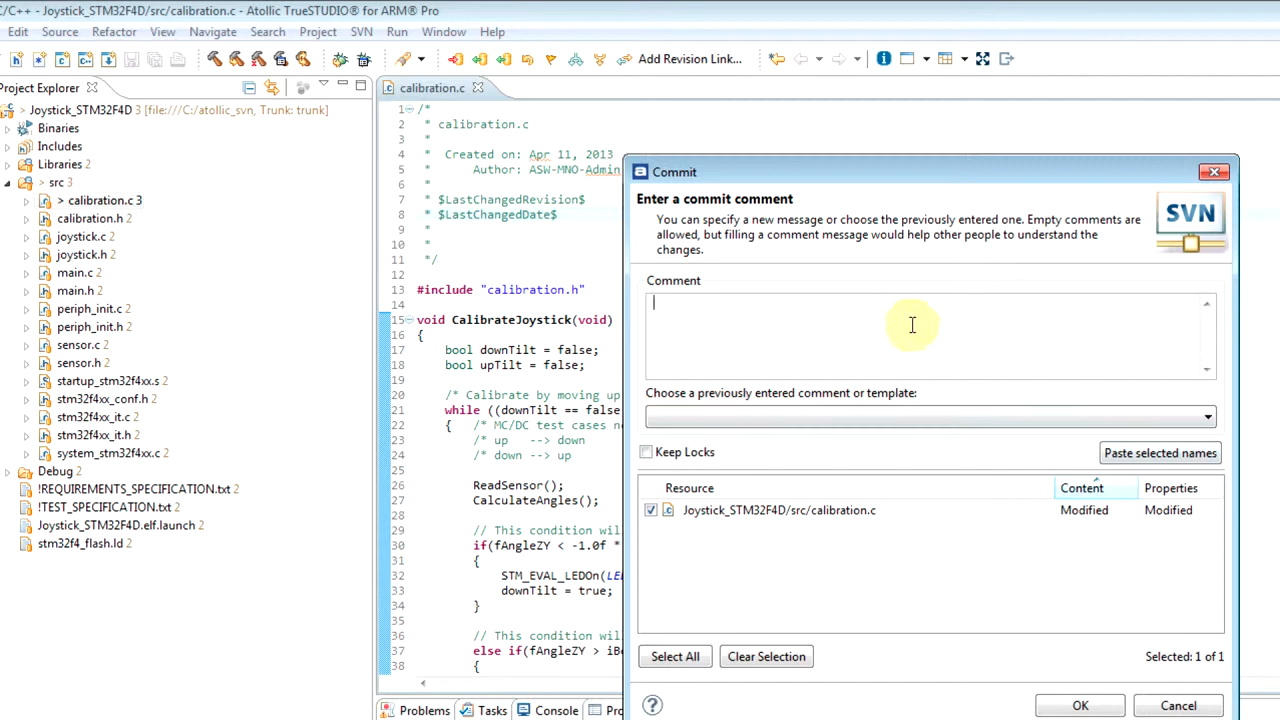 C/C++ - Joystick_STM32F4D/src/calibration.c - Atollic TrueSTUDIO® for ARM® Pro
Edit Source Refactor View Navigate Search Project SVN Run Window Help
Add Revision Link...
Project Explorer
calibration.c
> Joystick_STM32F4D 3 [file:///C:/atollic_svn, Trunk: trunk]
Binaries
Includes
Libraries 2
> src 3
> calibration.c 3
calibration.h 2
joystick.c 2
joystick.h 2
main.c 2
main.h 2
periph_init.c 2
periph_init.h 2
sensor.c 2
sensor.h 2
startup_stm32f4xx.s 2
stm32f4xx_conf.h 2
stm32f4xx_it.c 2
stm32f4xx_it.h 2
system_stm32f4xx.c 2
Debug 2
!REQUIREMENTS_SPECIFICATION.txt 2
!TEST_SPECIFICATION.txt 2
Joystick_STM32F4D.elf.launch 2
stm32f4_flash.ld 2
1 /*
2 * calibration.c
3 *
4 * Created on: Apr 11, 2013
5 * Author: ASW-MNO-Admin
6 *
7 * $LastChangedRevision$
8 * $LastChangedDate$
9 *
10 *
11 */
12
13 #include "calibration.h"
14
15 void CalibrateJoystick(void)
16 {
17 bool downTilt = false;
18 bool upTilt = false;
19
20 /* Calibrate by moving up
21 while ((downTilt == false
22 { /* MC/DC test cases
23 /* up --> down
24 /* down --> up
25
26 ReadSensor();
27 CalculateAngles();
28
29 // This condition
30 if(fAngleZY < -1.0f *
31 {
32 STM_EVAL_LEDOn(
33 downTilt = true;
34 }
35
36 // This condition
37 else if(fAngleZY >
38 {
Commit
Enter a commit comment
You can specify a new message or choose the previously entered one. Empty comments are
allowed, but filling a comment message would help other people to understand the
changes.
SVN
Comment
Choose a previously entered comment or template:
Keep Locks
Paste selected names
Resource Content Properties
Joystick_STM32F4D/src/calibration.c Modified Modified
Select All Clear Selection Selected: 1 of 1
? OK Cancel
Problems Tasks Console